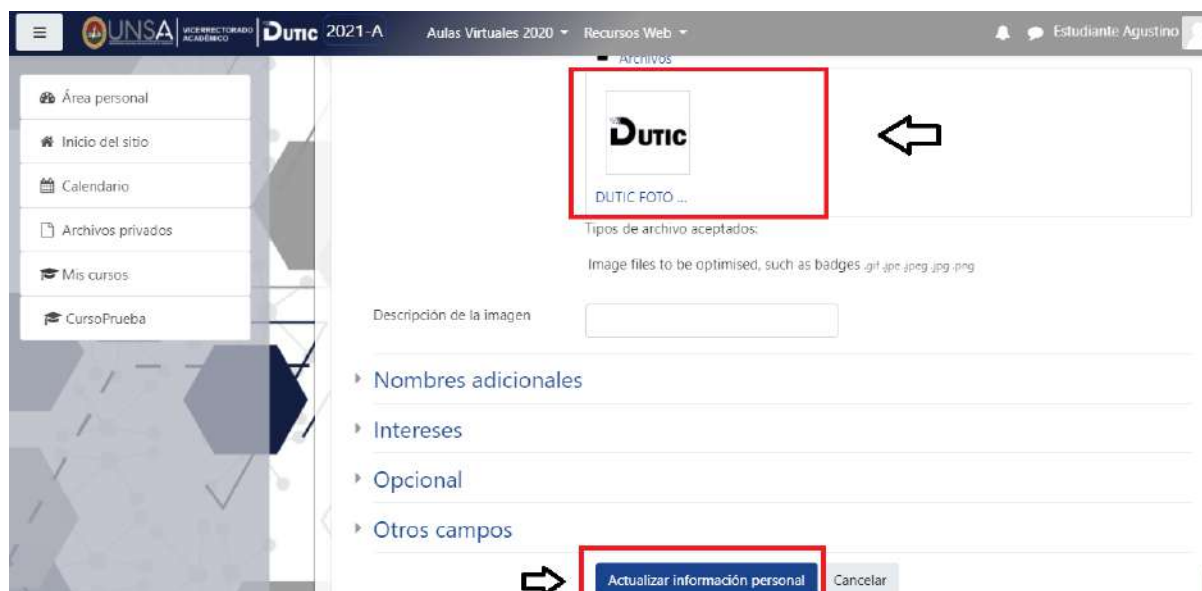 UNSA VICERRECTORADO ACADÉMICO DUTIC 2021-A Aulas Virtuales 2020 Recursos Web Estudiante Agustino
Archivos
Área personal
Inicio del sitio
Calendario
Archivos privados
Mis cursos
CursoPrueba
DUTIC
DUTIC FOTO ...
Tipos de archivo aceptados:
Image files to be optimised, such as badges .gif .jpe .jpeg .jpg .png
Descripción de la imagen
Nombres adicionales
Intereses
Opcional
Otros campos
Actualizar información personal Cancelar